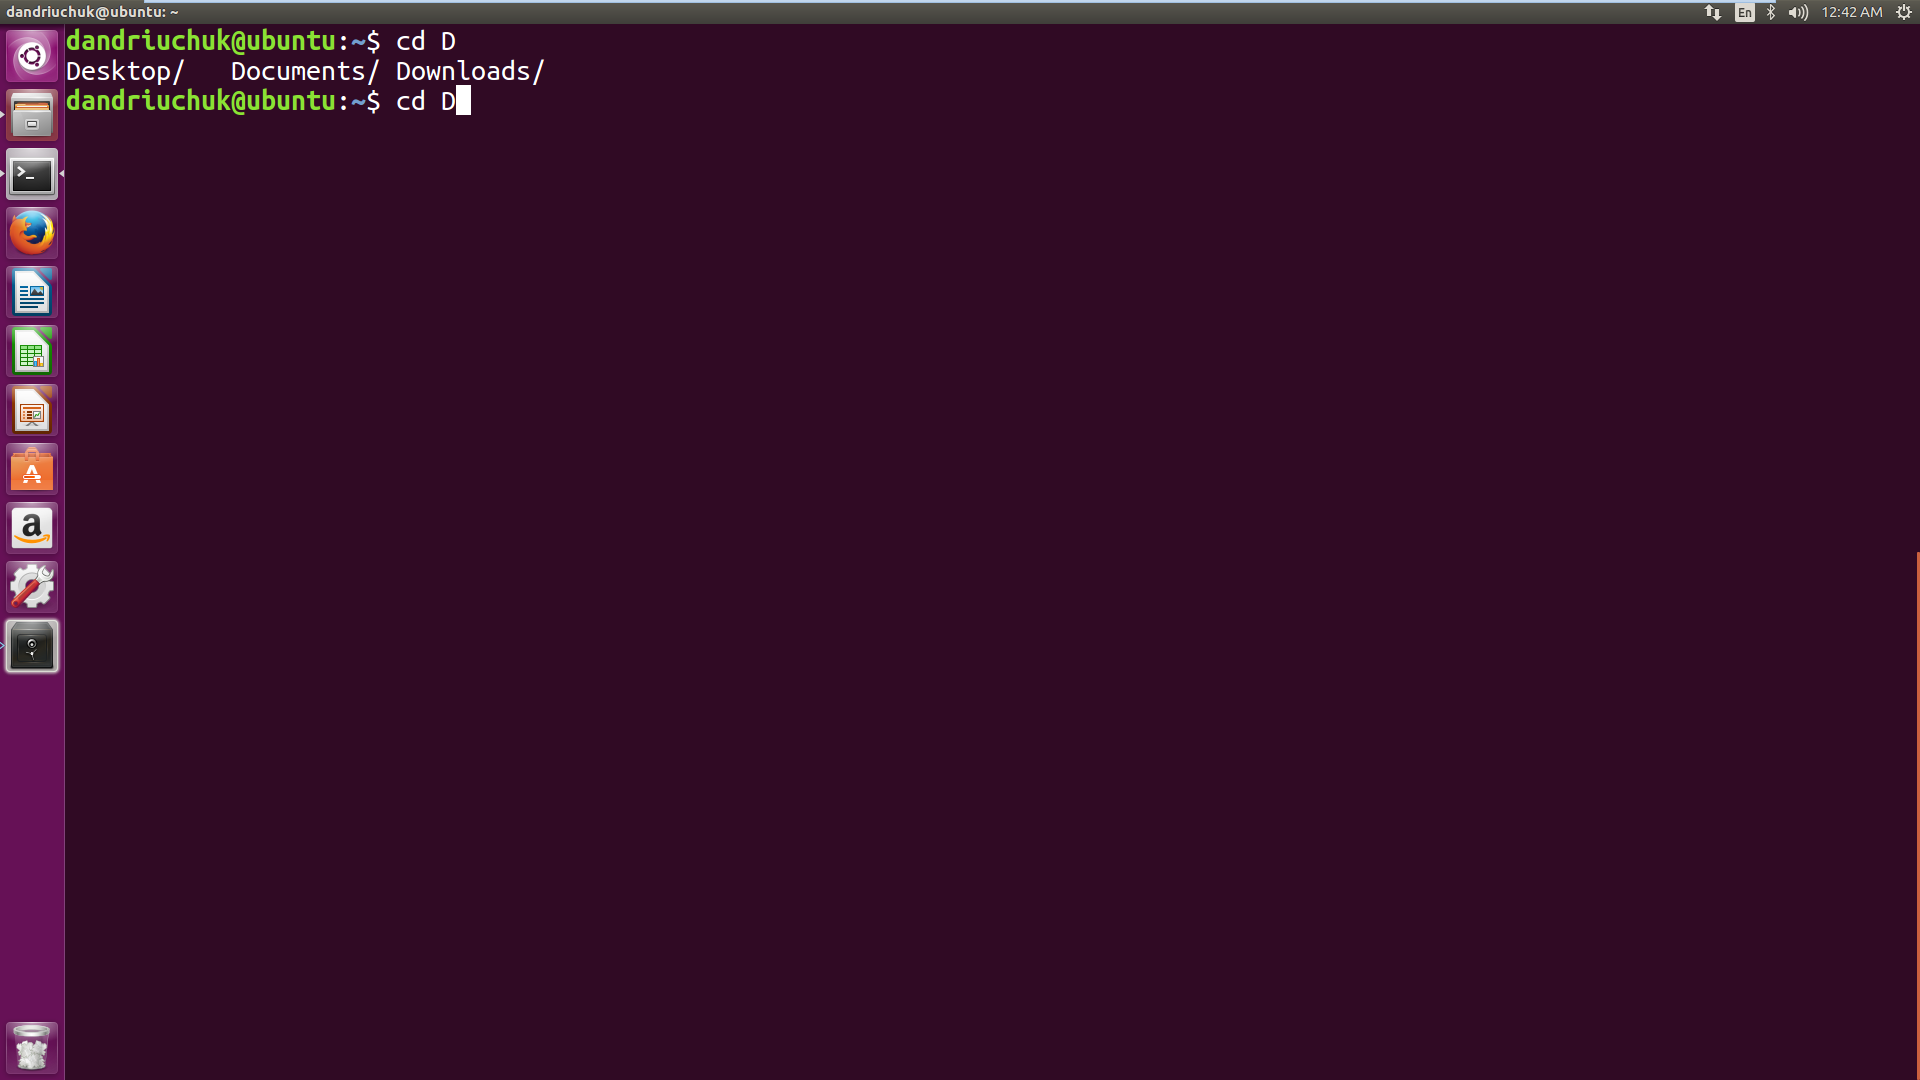 dandriuchuk@ubuntu: ~
En
12:42 AM
dandriuchuk@ubuntu:~$ cd D
Desktop/   Documents/ Downloads/
dandriuchuk@ubuntu:~$ cd D